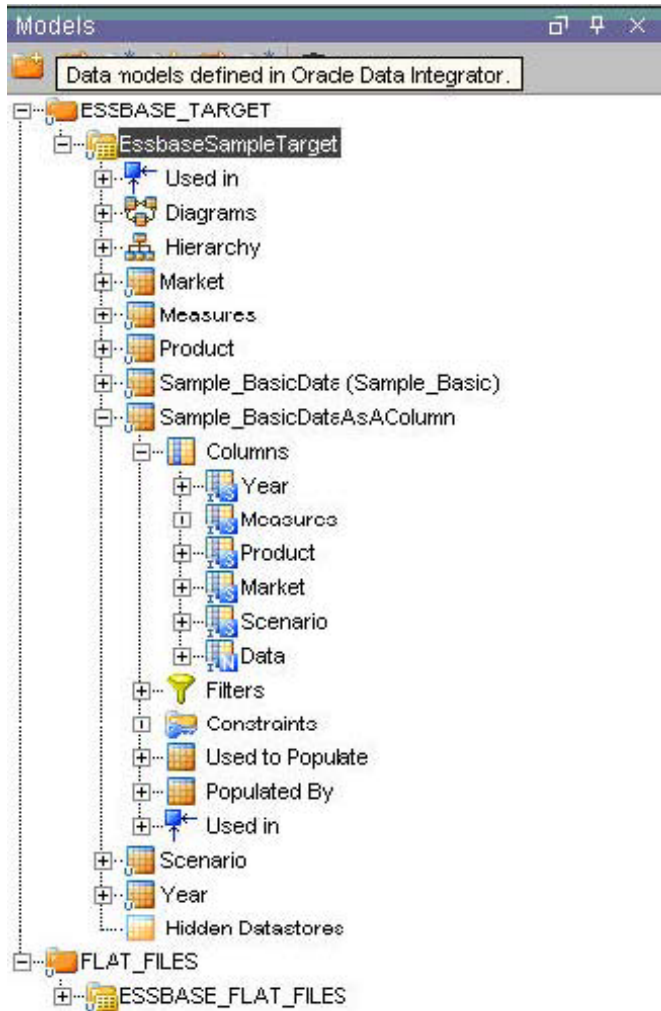 Models
Data models defined in Oracle Data Integrator.
ESSBASE_TARGET
EssbaseSampleTarget
Used in
Diagrams
Hierarchy
Market
Measures
Product
Sample_BasicData (Sample_Basic)
Sample_BasicDataAsAColumn
Columns
Year
Measures
Product
Market
Scenario
Data
Filters
Constraints
Used to Populate
Populated By
Used in
Scenario
Year
Hidden Datastores
FLAT_FILES
ESSBASE_FLAT_FILES